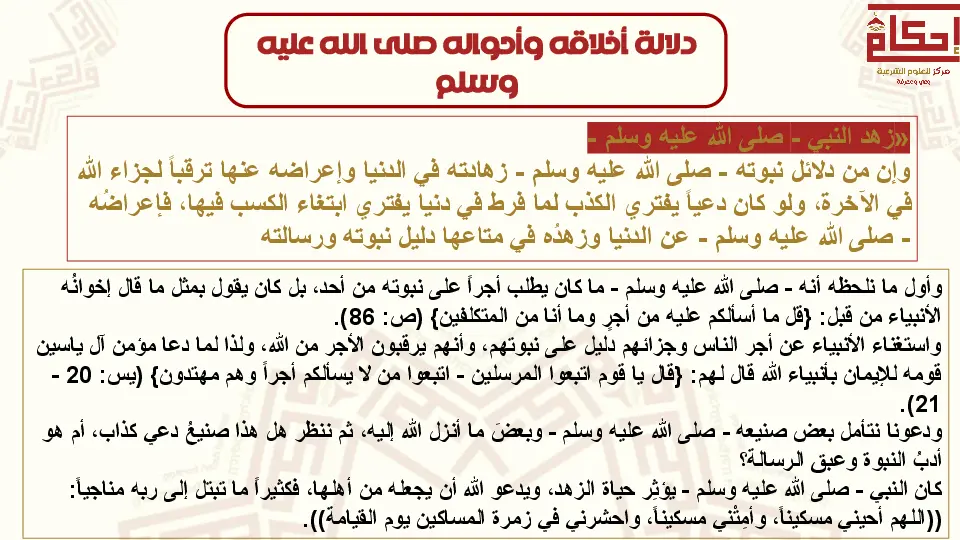 إحكام
مركز للعلوم الشرعية
وعي ومعرفة
دلالة أخلاقه وأحواله صلى الله عليه
وسلم
«زهد النبي - صلى الله عليه وسلم -
وإن من دلائل نبوته - صلى الله عليه وسلم - زهادته في الدنيا وإعراضه عنها ترقباً لجزاء الله
في الآخرة، ولو كان دعياً يفتري الكذب لما فرط في دنيا يفتري ابتغاء الكسب فيها، فإعراضُه
- صلى الله عليه وسلم - عن الدنيا وزهدُه في متاعها دليل نبوته ورسالته
وأول ما نلحظه أنه - صلى الله عليه وسلم - ما كان يطلب أجراً على نبوته من أحد، بل كان يقول بمثل ما قال إخوانُه
الأنبياء من قبل: {قل ما أسألكم عليه من أجرٍ وما أنا من المتكلفين} (ص: 86).
واستغناء الأنبياء عن أجر الناس وجزائهم دليل على نبوتهم، وأنهم يرقبون الأجر من الله، ولذا لما دعا مؤمن آل ياسين
قومه للإيمان بأنبياء الله قال لهم: {قال يا قوم اتبعوا المرسلين - اتبعوا من لا يسألكم أجراً وهم مهتدون} (يس: 20 -
21).
ودعونا نتأمل بعض صنيعه - صلى الله عليه وسلم - وبعضَ ما أنزل الله إليه، ثم ننظر هل هذا صنيعُ دعي كذاب، أم هو
أدبُ النبوة وعبق الرسالة؟
كان النبي - صلى الله عليه وسلم - يؤثِر حياة الزهد، ويدعو الله أن يجعله من أهلها، فكثيراً ما تبتل إلى ربه مناجياً:
((اللهم أحيني مسكيناً، وأمِتْني مسكيناً، واحشرني في زمرة المساكين يوم القيامة)).